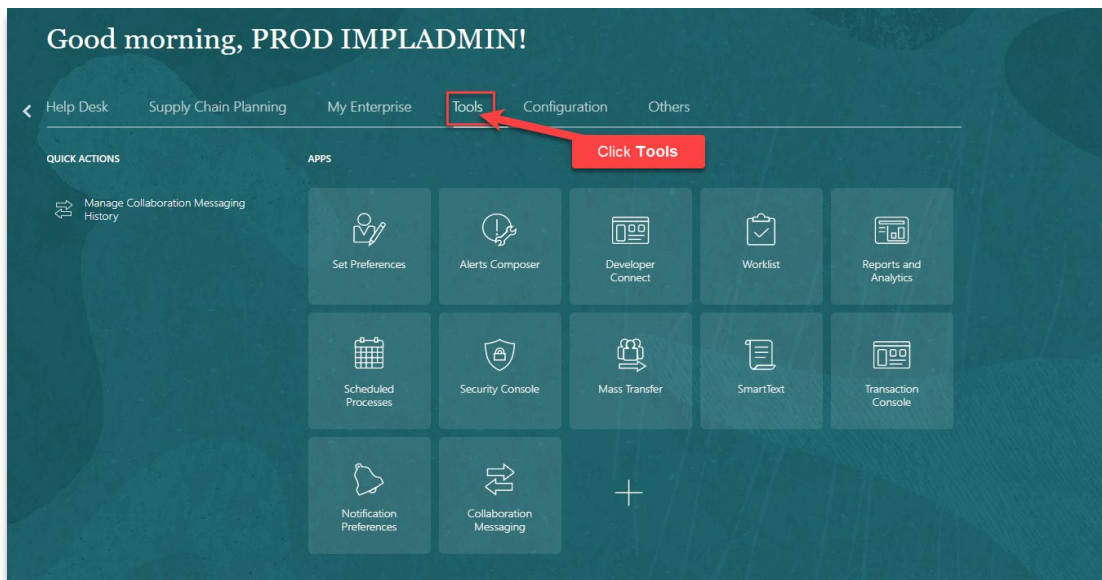 Good morning, PROD IMPLADMIN!
Help Desk Supply Chain Planning My Enterprise Tools Configuration Others
Click Tools
QUICK ACTIONS
Manage Collaboration Messaging
History
APPS
Set Preferences
Alerts Composer
Developer
Connect
Worklist
Reports and
Analytics
Scheduled
Processes
Security Console
Mass Transfer
SmartText
Transaction
Console
Notification
Preferences
Collaboration
Messaging